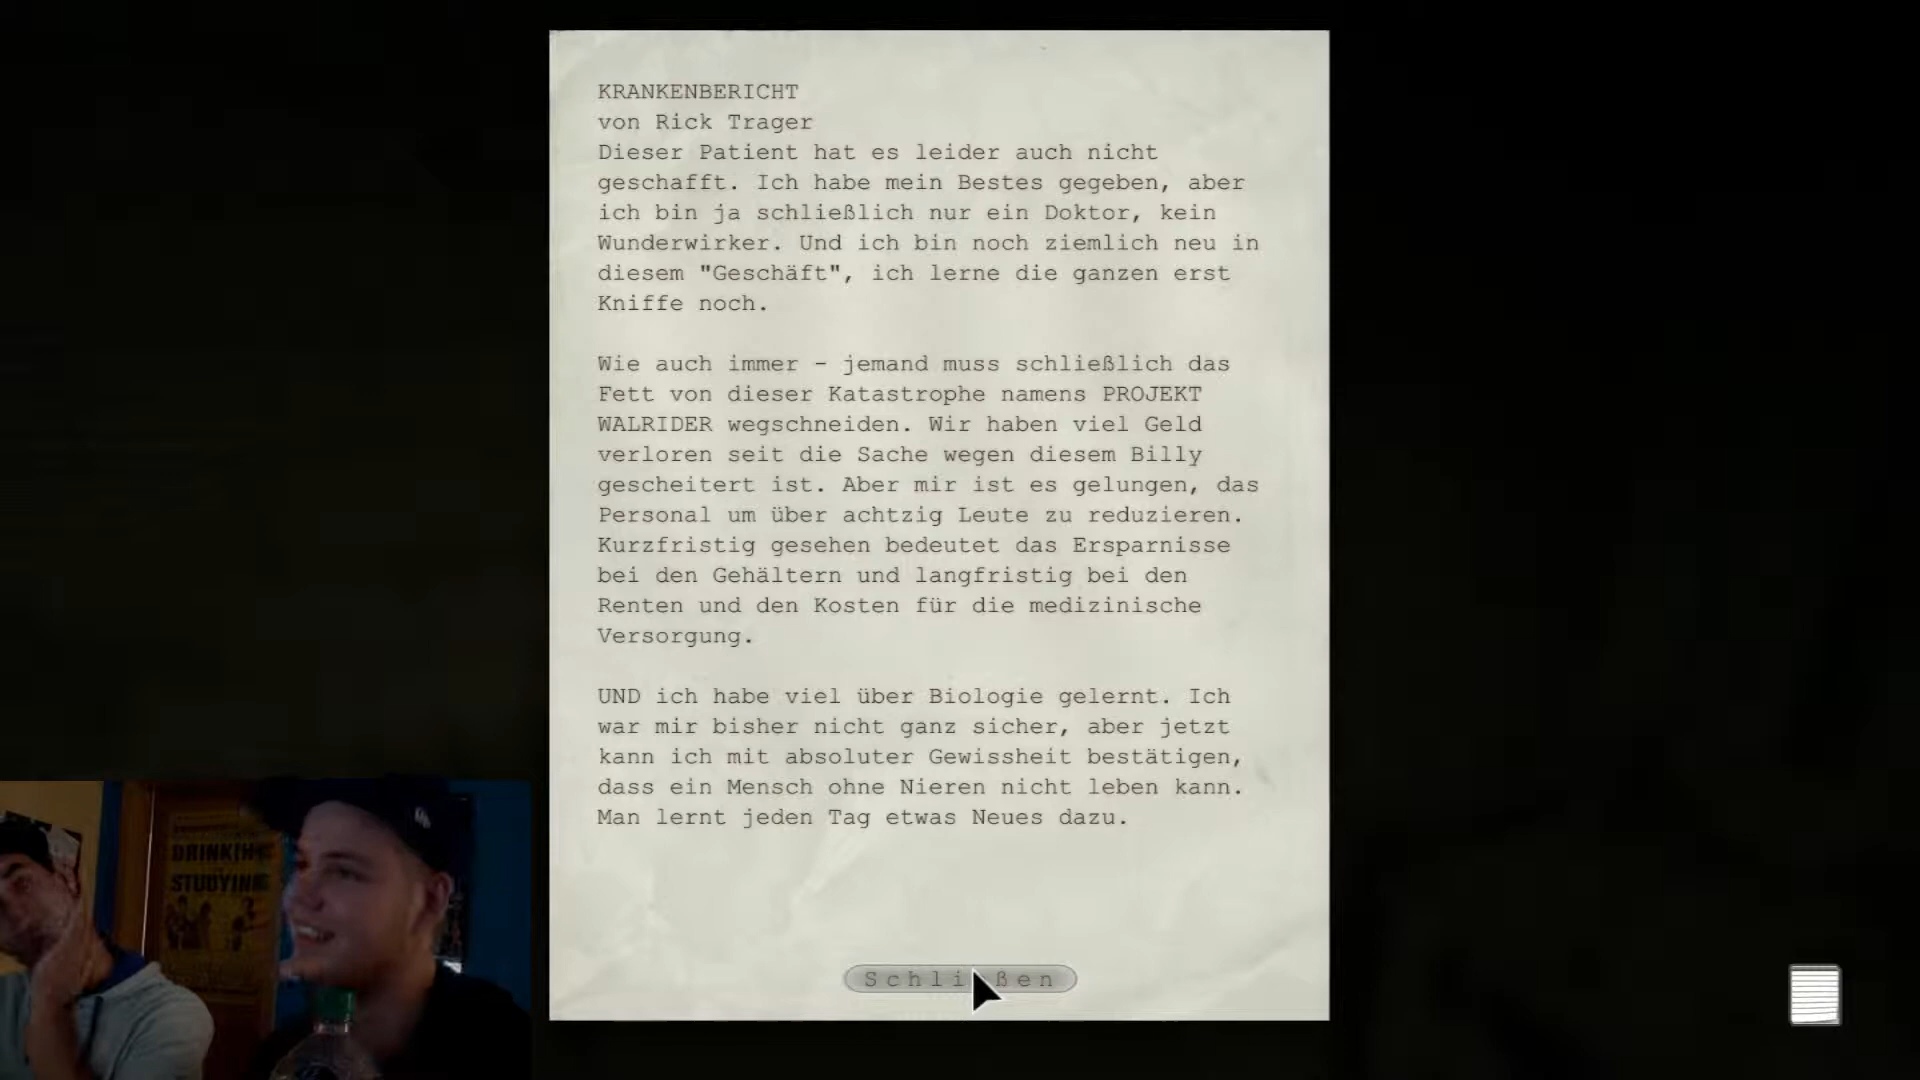 KRANKENBERICHT
von Rick Trager
Dieser Patient hat es leider auch nicht
geschafft. Ich habe mein Bestes gegeben, aber
ich bin ja schließlich nur ein Doktor, kein
Wunderwirker. Und ich bin noch ziemlich neu in
diesem "Geschäft", ich lerne die ganzen erst
Kniffe noch.
Wie auch immer - jemand muss schließlich das
Fett von dieser Katastrophe namens PROJEKT
WALRIDER wegschneiden. Wir haben viel Geld
verloren seit die Sache wegen diesem Billy
gescheitert ist. Aber mir ist es gelungen, das
Personal um über achtzig Leute zu reduzieren.
Kurzfristig gesehen bedeutet das Ersparnisse
bei den Gehältern und langfristig bei den
Renten und den Kosten für die medizinische
Versorgung.
UND ich habe viel über Biologie gelernt. Ich
war mir bisher nicht ganz sicher, aber jetzt
kann ich mit absoluter Gewissheit bestätigen,
dass ein Mensch ohne Nieren nicht leben kann.
Man lernt jeden Tag etwas Neues dazu.
Schließen
DRINKING
STUDYING